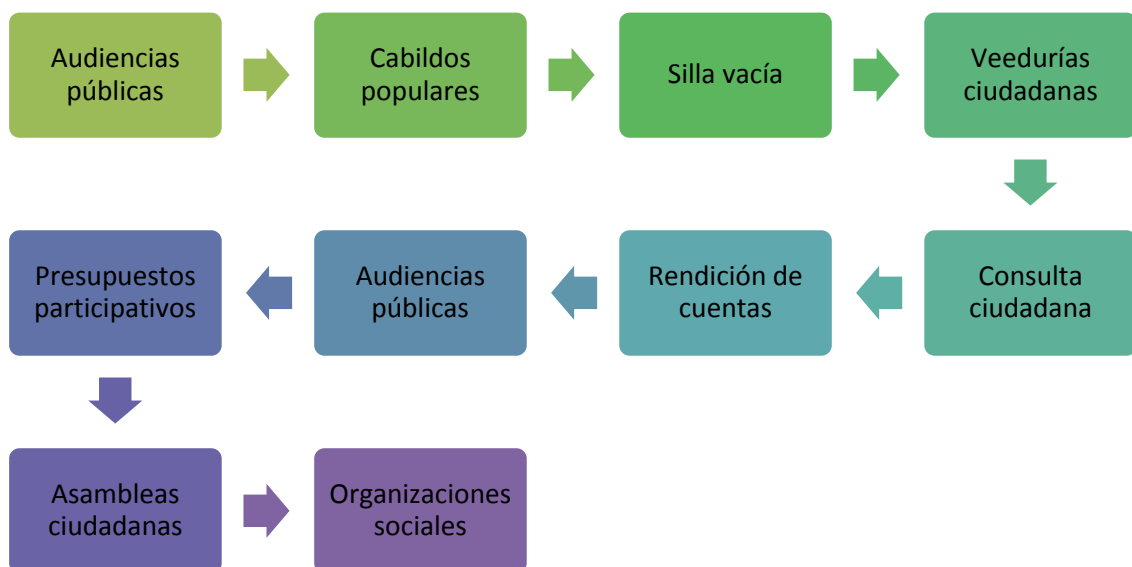 Audiencias
públicas
Cabildos
populares
Silla vacía
Veedurías
ciudadanas
Consulta
ciudadana
Rendición de
cuentas
Audiencias
públicas
Presupuestos
participativos
Asambleas
ciudadanas
Organizaciones
sociales